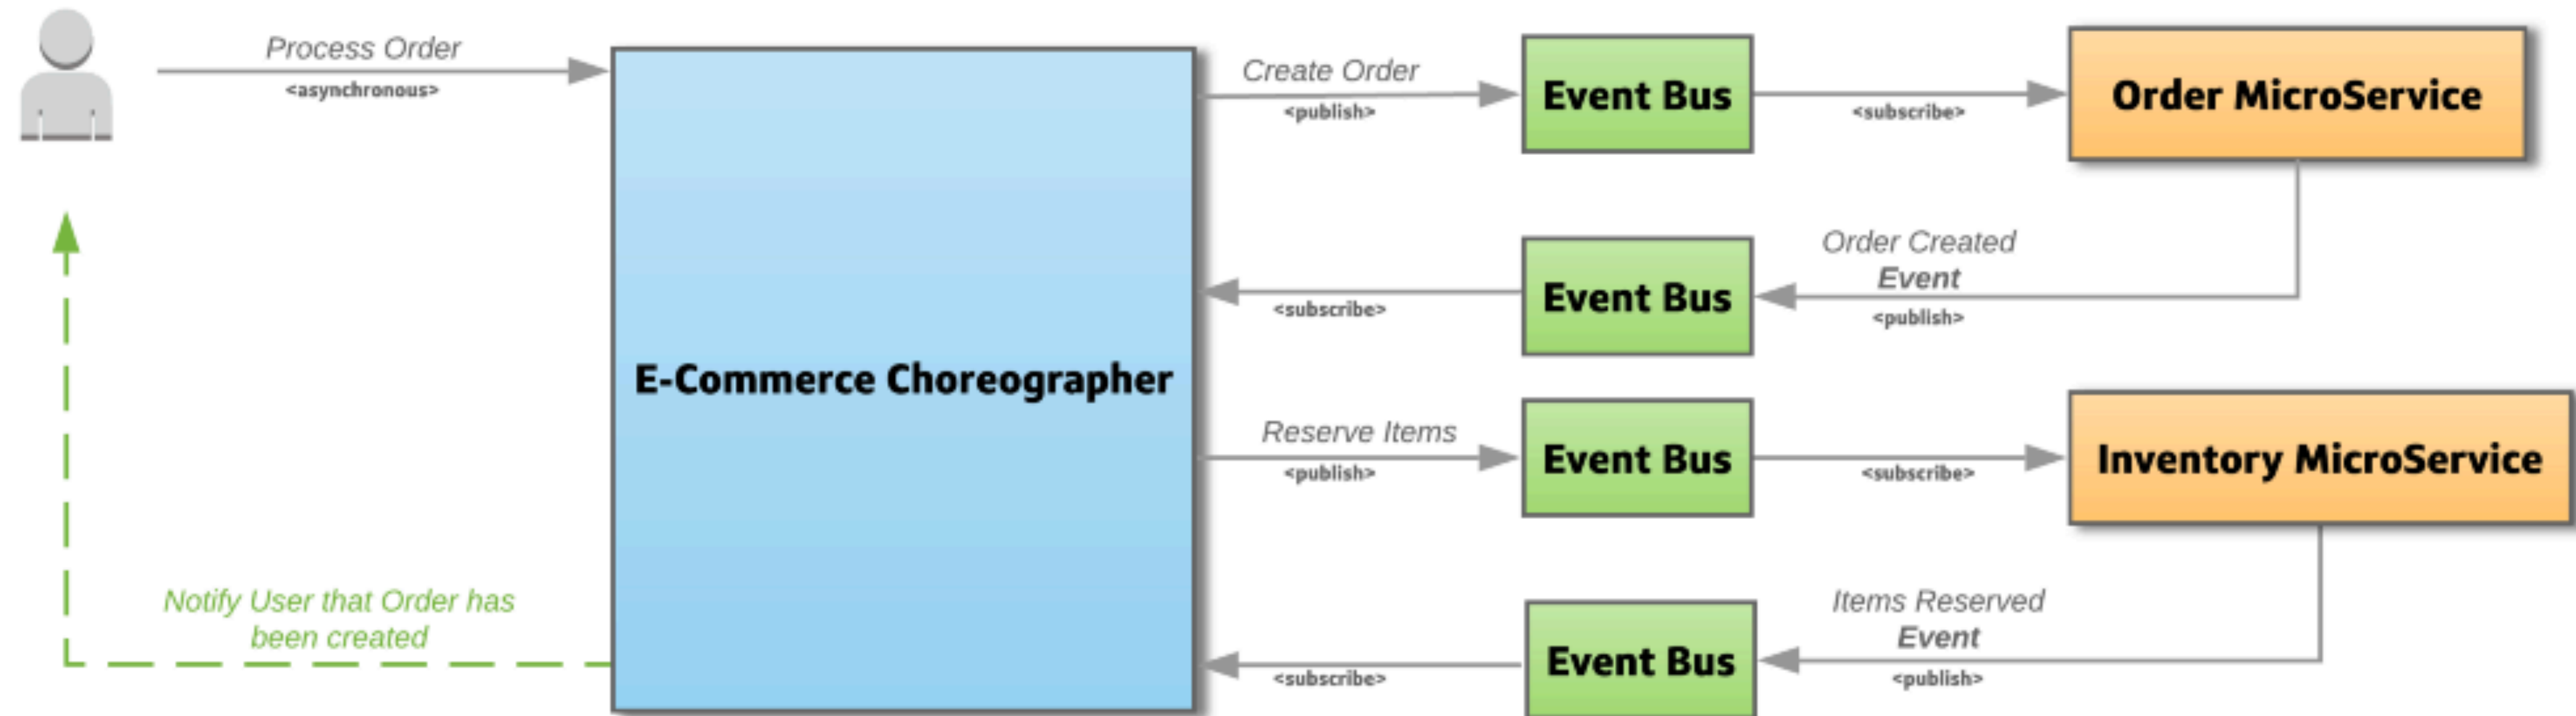 Process Order
<asynchronous>
Create Order
<publish>
Event Bus
<subscribe>
Order MicroService
Order Created
Event
<publish>
Event Bus
<subscribe>
E-Commerce Choreographer
Reserve Items
<publish>
Event Bus
<subscribe>
Inventory MicroService
Items Reserved
Event
<publish>
Event Bus
<subscribe>
Notify User that Order has
been created